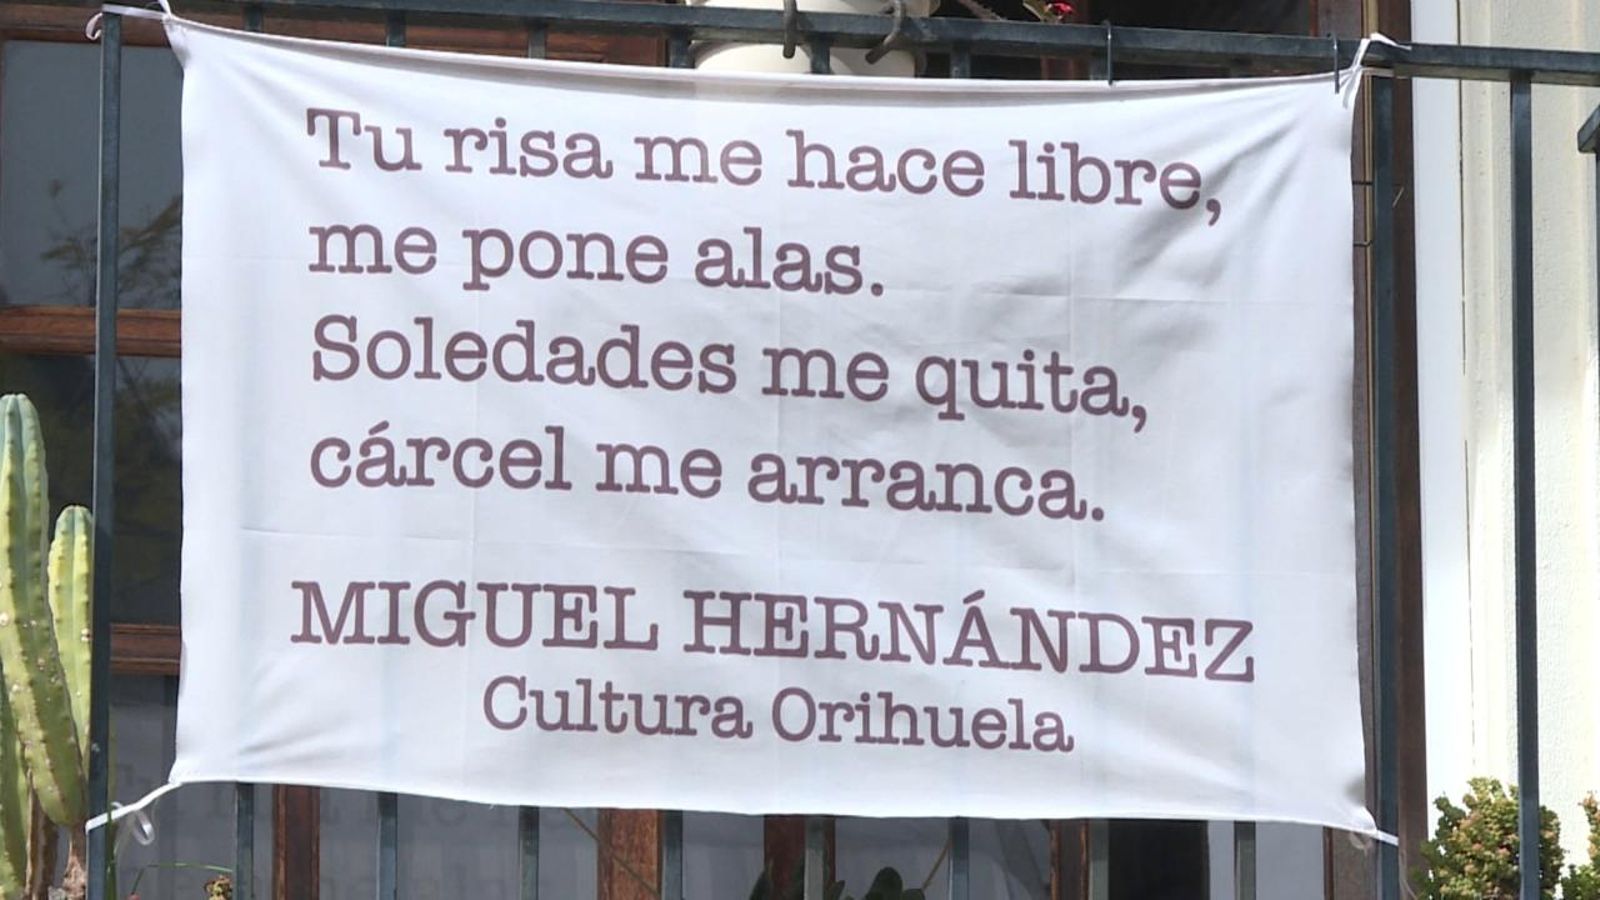 Tu risa me hace libre,
me pone alas.
Soledades me quita,
cárcel me arranca.
MIGUEL HERNÁNDEZ
Cultura Orihuela